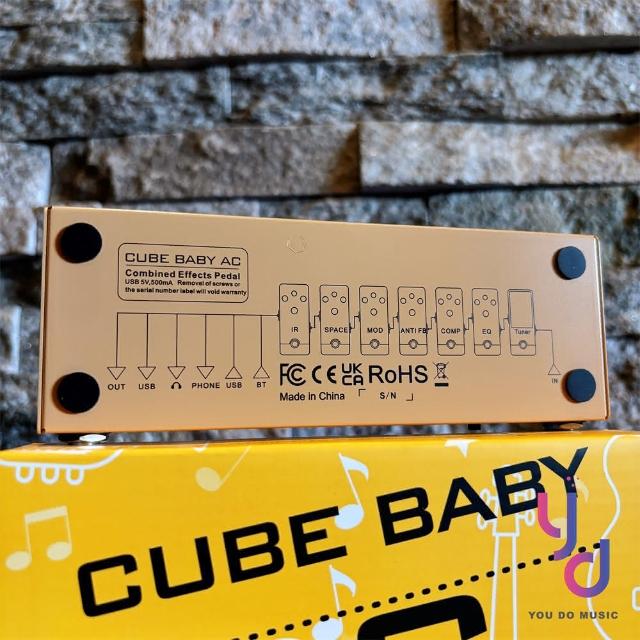 CUBE BABY AC
Combined Effects Pedal
USB 5V,500mA Removal of screws or
the serial number label will void warranty
IR SPACE MOD ANTI FB COMP EQ Tuner
OUT USB PHONE USB BT IN
FC CE UK CA RoHS
Made in China S/N
CUBE BABY
YOU DO MUSIC